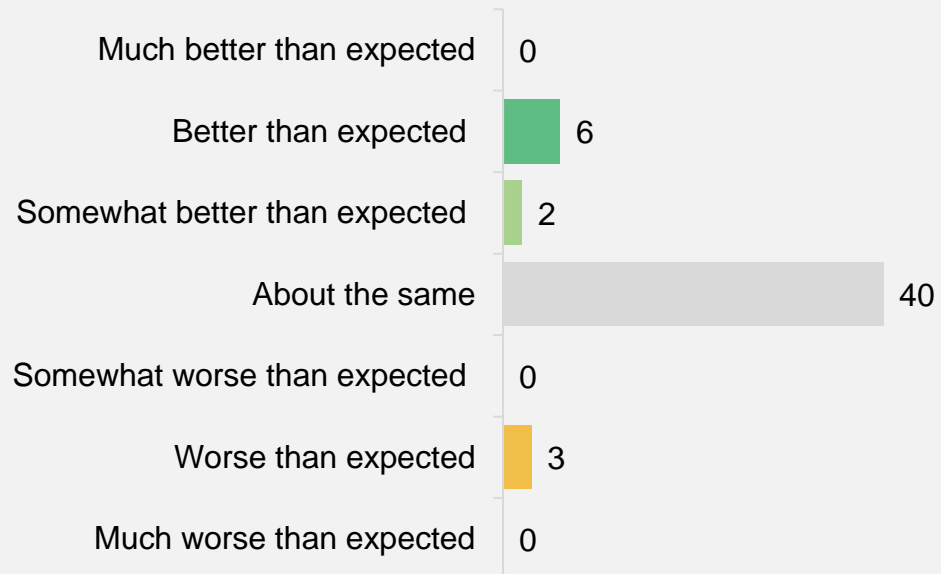 Much better than expected 0
Better than expected 6
Somewhat better than expected 2
About the same 40
Somewhat worse than expected 0
Worse than expected 3
Much worse than expected 0